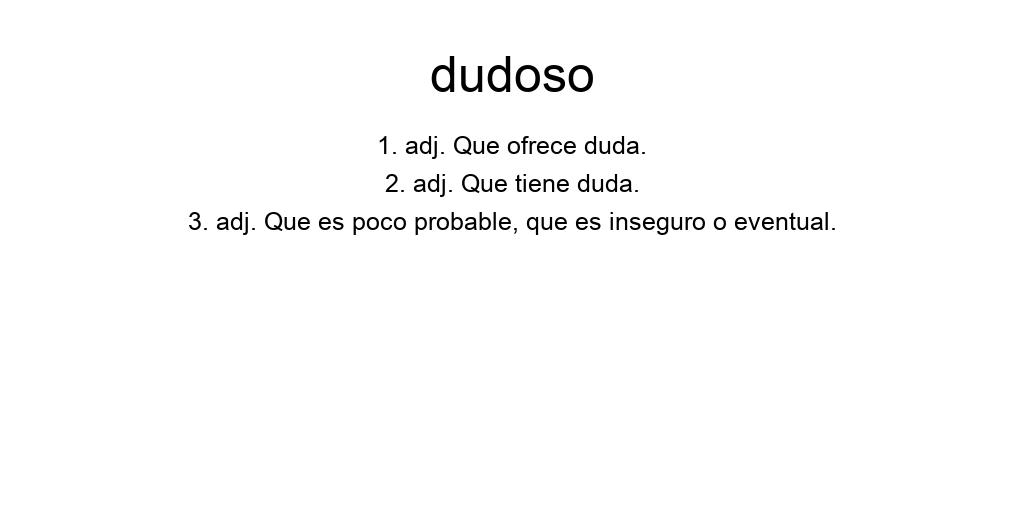 dudoso
1. adj. Que ofrece duda.
2. adj. Que tiene duda.
3. adj. Que es poco probable, que es inseguro o eventual.